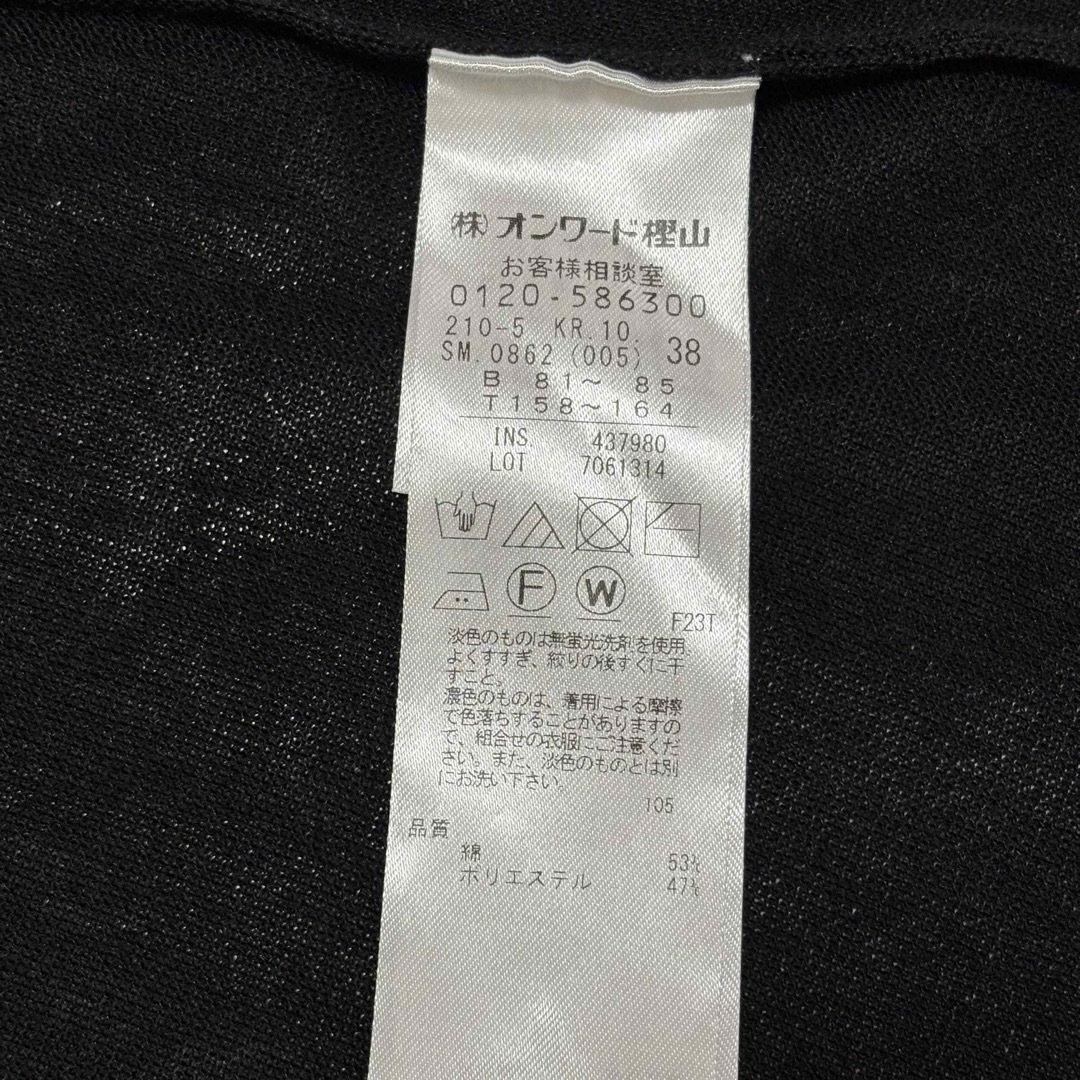 (株)オンワード樫山
お客様相談室
0120-586300
210-5 KR.10. 38
SM.0862 (005)
B 81~ 85
T158~164
INS. 437980
LOT 7061314
F W
F23T
淡色のものは無蛍光洗剤を使用
よくすすぎ、絞りの後すぐに干
すこと。
濃色のものは、着用による摩擦
で色落ちすることがありますの
で、組合せの衣服にご注意くだ
さい。また、淡色のものとは別
にお洗い下さい。
105
品質
綿 53%
ポリエステル 47%